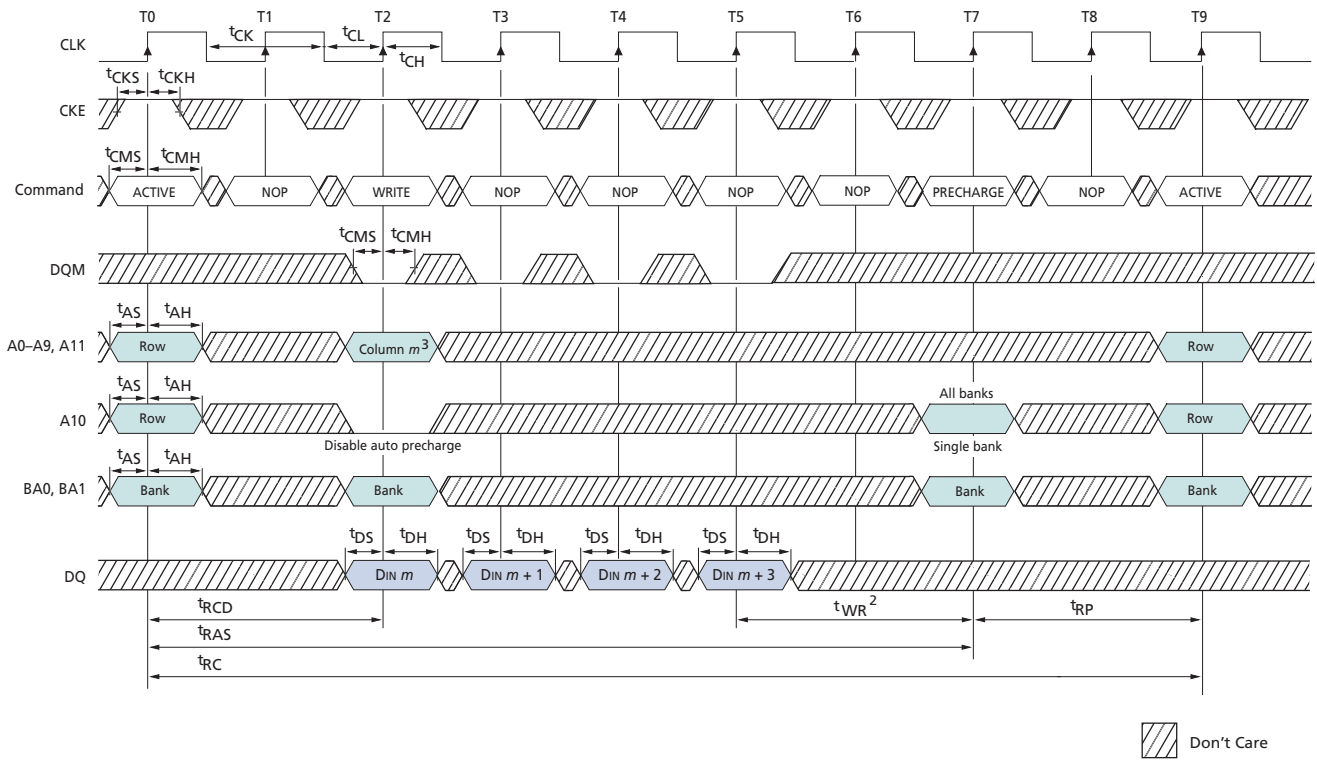 T0 T1 T2 T3 T4 T5 T6 T7 T8 T9
CLK
tCK tCL
tCH
tCKS tCKH
CKE
tCMS tCMH
Command ACTIVE NOP WRITE NOP NOP NOP NOP PRECHARGE NOP ACTIVE
tCMS tCMH
DQM
tAS tAH
A0–A9, A11 Row Column m3 Row
tAS tAH
All banks
A10 Row Row
Disable auto precharge Single bank
tAS tAH
BA0, BA1 Bank Bank Bank Bank
tDS tDH tDS tDH tDS tDH tDS tDH
DQ DIN m DIN m + 1 DIN m + 2 DIN m + 3
tRCD tWR2 tRP
tRAS
tRC
Don't Care